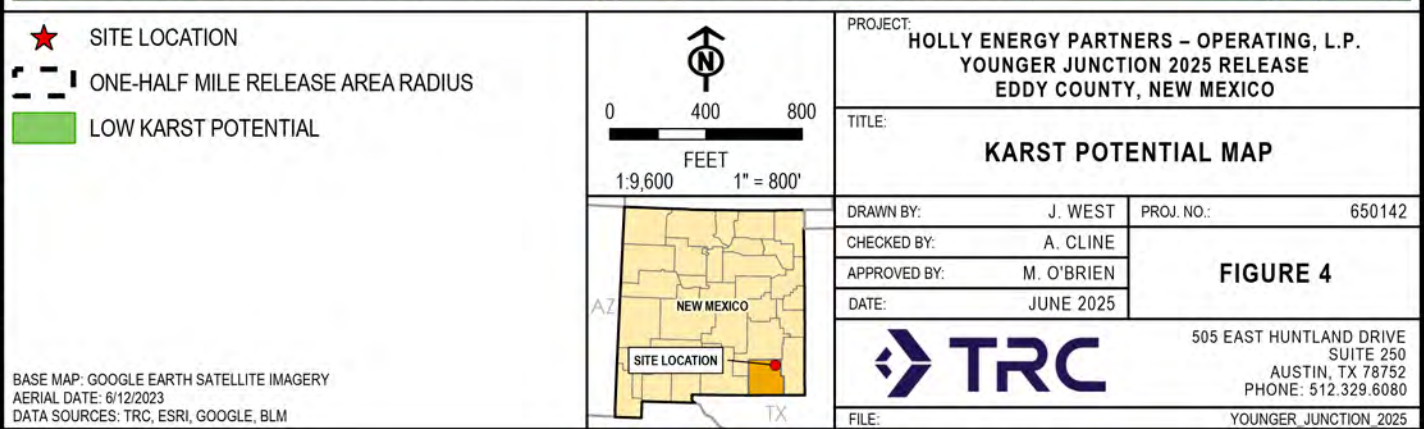 SITE LOCATION
ONE-HALF MILE RELEASE AREA RADIUS
LOW KARST POTENTIAL
BASE MAP: GOOGLE EARTH SATELLITE IMAGERY
AERIAL DATE: 6/12/2023
DATA SOURCES: TRC, ESRI, GOOGLE, BLM
N
0 400 800
FEET
1:9,600 1" = 800'
AZ
NEW MEXICO
SITE LOCATION
TX
PROJECT:
HOLLY ENERGY PARTNERS – OPERATING, L.P.
YOUNGER JUNCTION 2025 RELEASE
EDDY COUNTY, NEW MEXICO
TITLE:
KARST POTENTIAL MAP
DRAWN BY: J. WEST
CHECKED BY: A. CLINE
APPROVED BY: M. O'BRIEN
DATE: JUNE 2025
PROJ. NO.: 650142
FIGURE 4
TRC
505 EAST HUNTLAND DRIVE
SUITE 250
AUSTIN, TX 78752
PHONE: 512.329.6080
FILE: YOUNGER_JUNCTION_2025